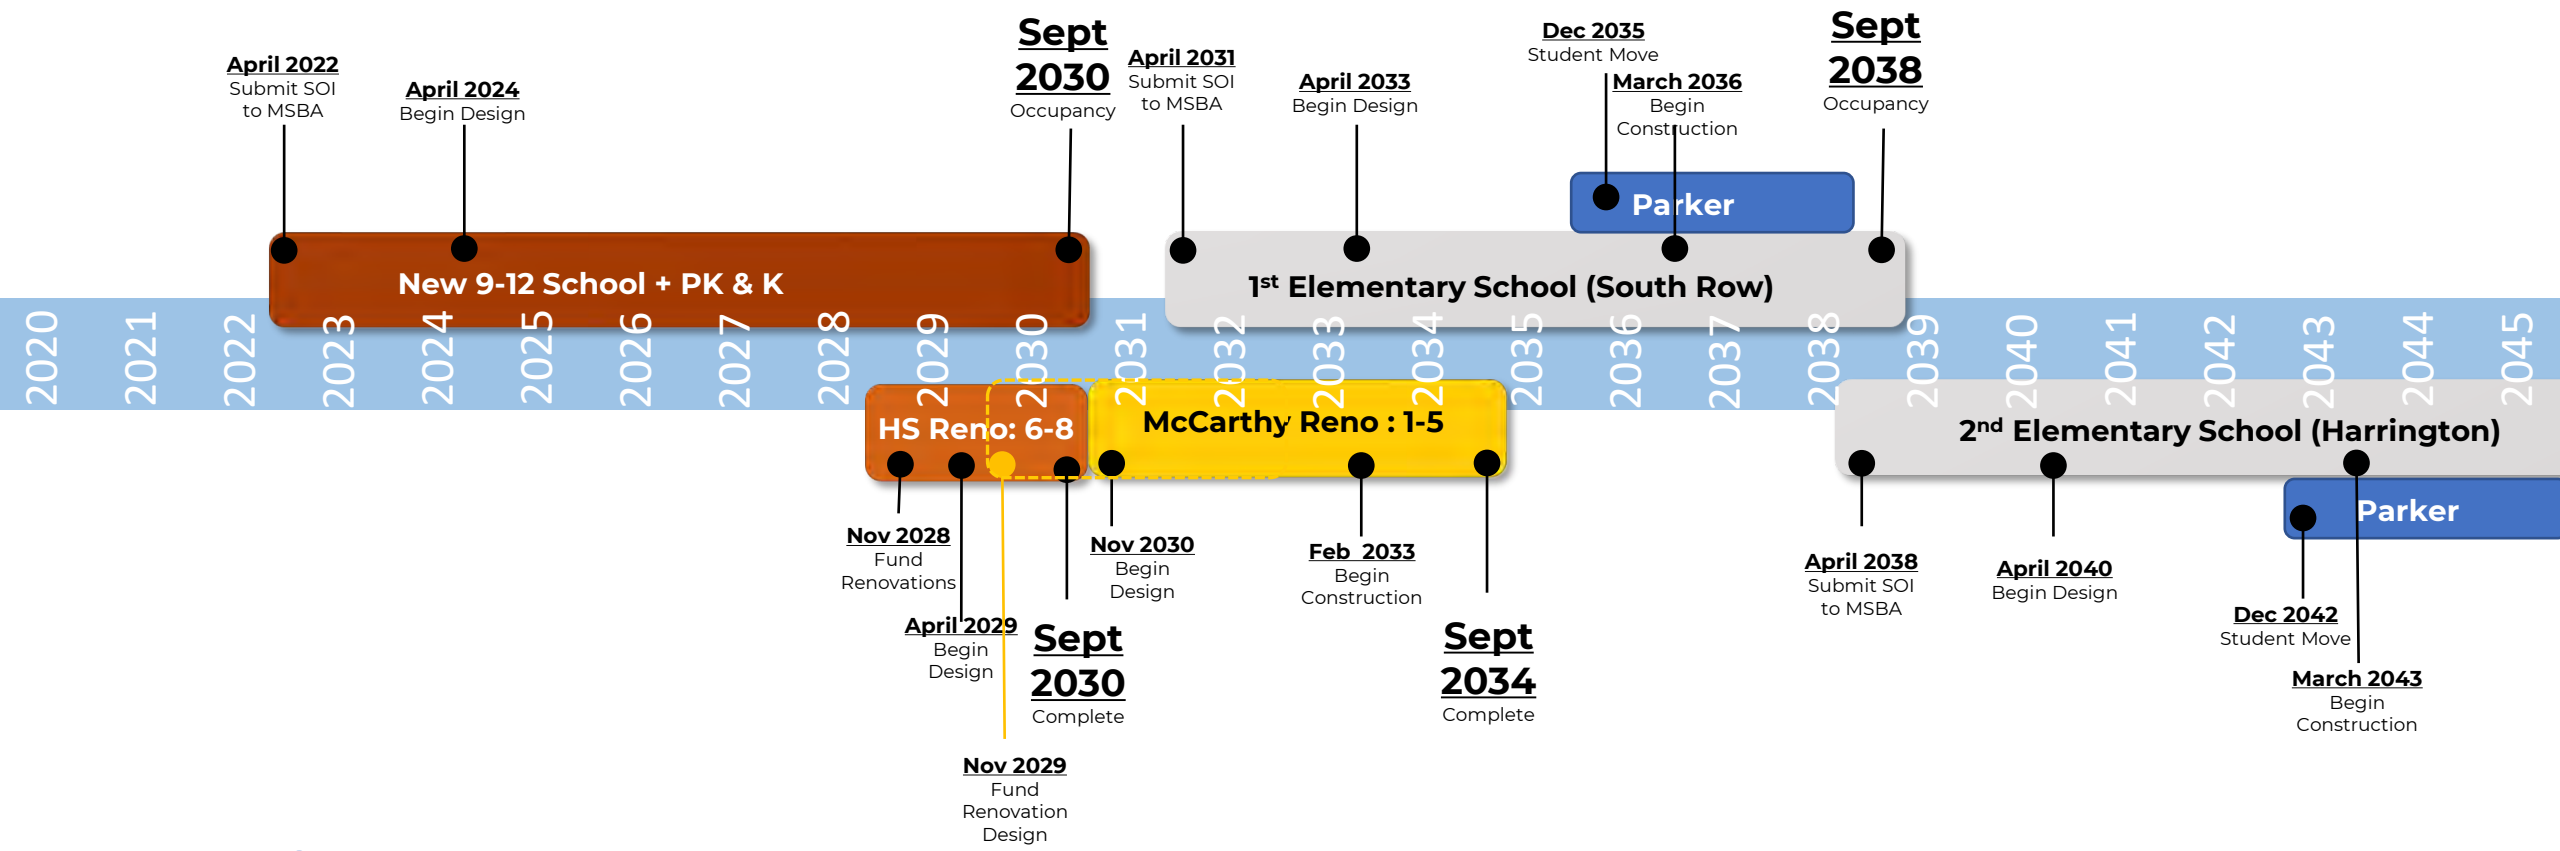 April 2022
Submit SOI
to MSBA
April 2024
Begin Design
Sept
2030
Occupancy
April 2031
Submit SOI
to MSBA
April 2033
Begin Design
Dec 2035
Student Move
March 2036
Begin
Construction
Sept
2038
Occupancy
Parker
New 9-12 School + PK & K
1st Elementary School (South Row)
2020 2021 2022 2023 2024 2025 2026 2027 2028 2029 2030 2031 2032 2033 2034 2035 2036 2037 2038 2039 2040 2041 2042 2043 2044 2045
HS Reno: 6-8
McCarthy Reno : 1-5
2nd Elementary School (Harrington)
Parker
Nov 2028
Fund
Renovations
April 2029
Begin
Design
Nov 2029
Fund
Renovation
Design
Sept
2030
Complete
Nov 2030
Begin
Design
Feb 2033
Begin
Construction
Sept
2034
Complete
April 2038
Submit SOI
to MSBA
April 2040
Begin Design
Dec 2042
Student Move
March 2043
Begin
Construction